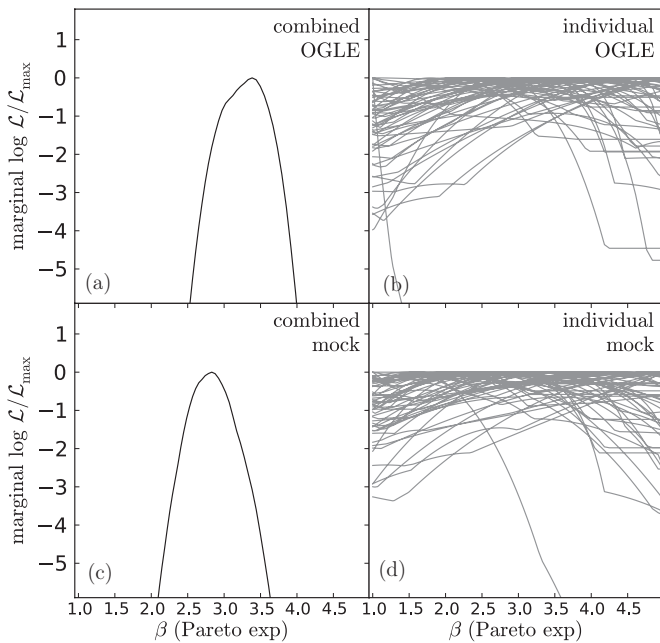 combined
OGLE
individual
OGLE
marginal log ℒ/ℒmax
1
0
−1
−2
−3
−4
−5
(a)
(b)
combined
mock
individual
mock
marginal log ℒ/ℒmax
1
0
−1
−2
−3
−4
−5
(c)
(d)
1.0 1.5 2.0 2.5 3.0 3.5 4.0 4.5
1.0 1.5 2.0 2.5 3.0 3.5 4.0 4.5
β (Pareto exp)
β (Pareto exp)